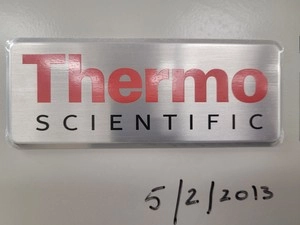 Thermo
SCIENTIFIC
5/2/2013